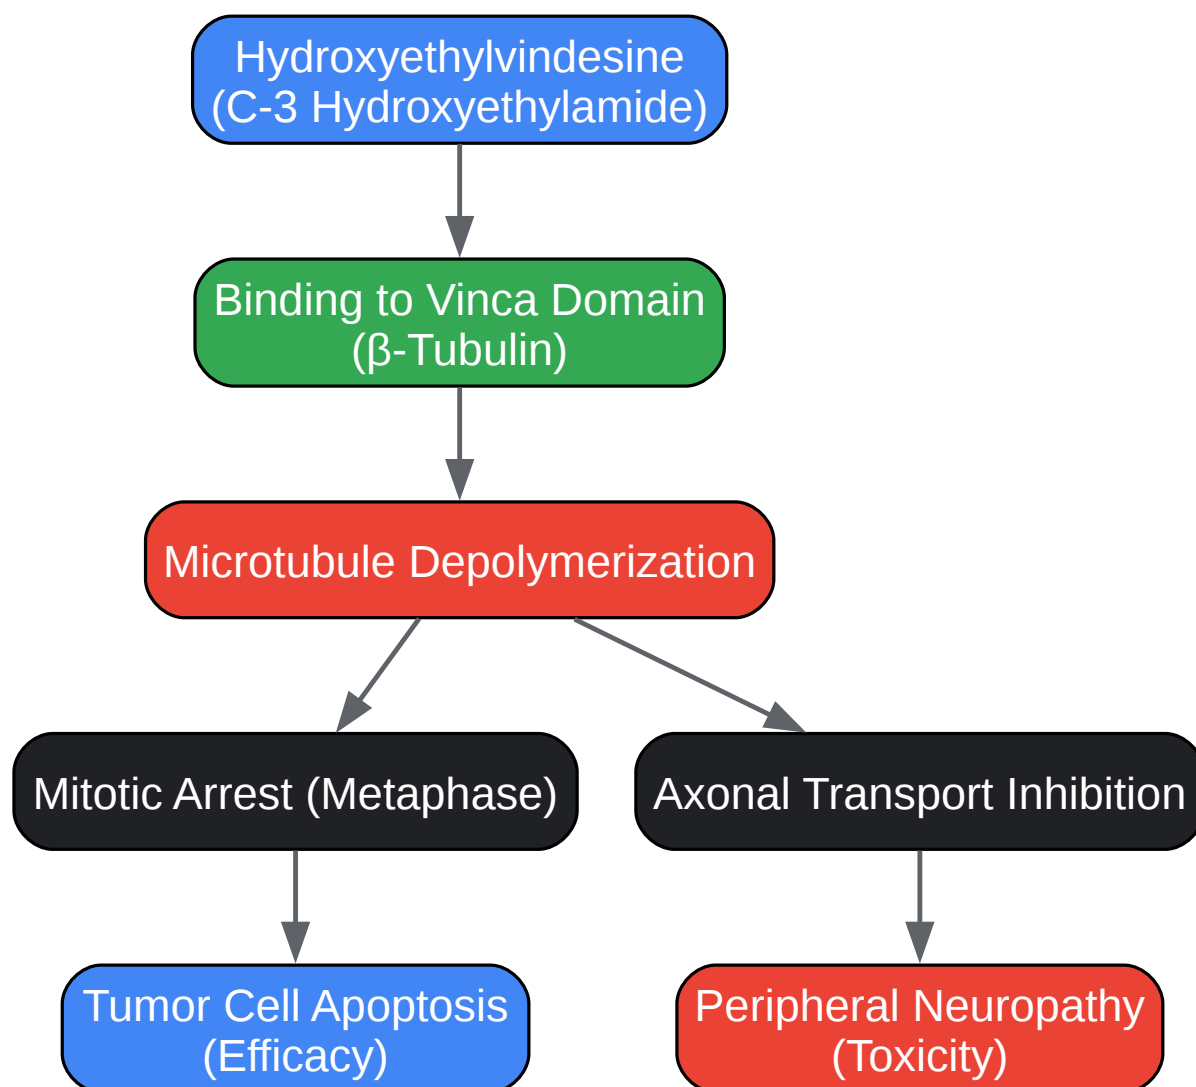 Hydroxyethylvindesine
(C-3 Hydroxyethylamide)
Binding to Vinca Domain
(β-Tubulin)
Microtubule Depolymerization
Mitotic Arrest (Metaphase)
Axonal Transport Inhibition
Tumor Cell Apoptosis
(Efficacy)
Peripheral Neuropathy
(Toxicity)